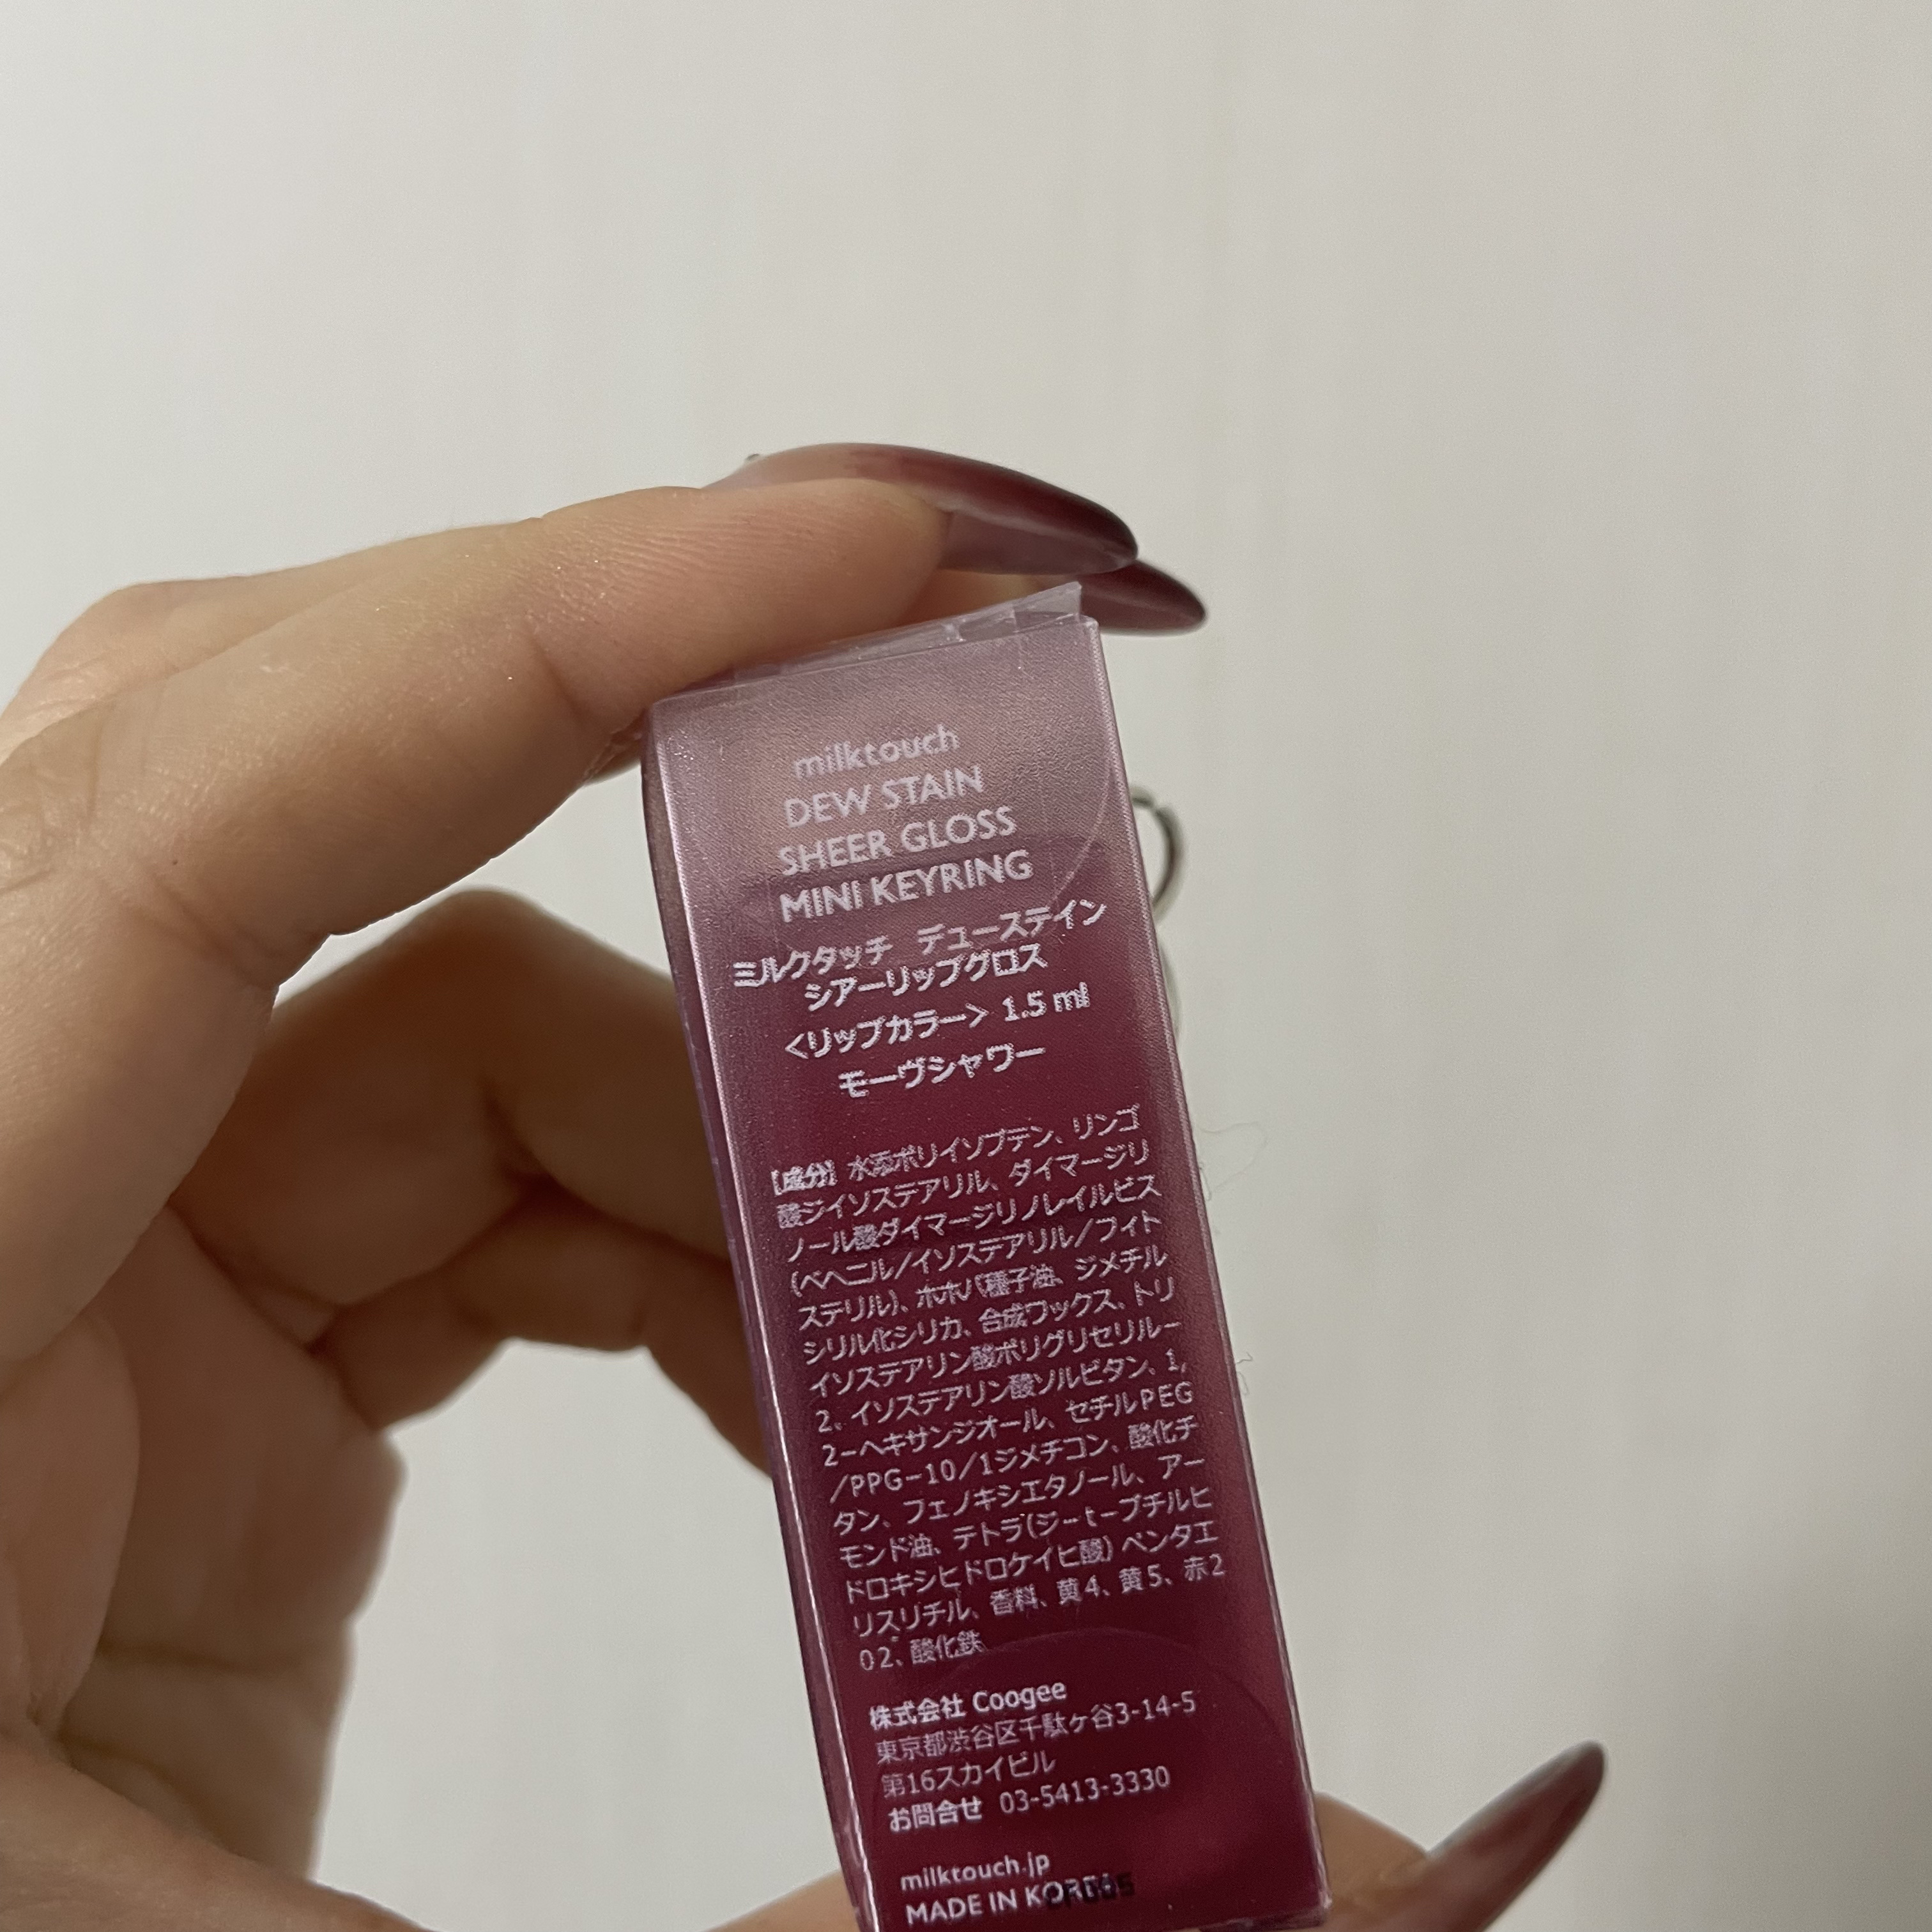 milktouch
DEW STAIN
SHEER GLOSS
MINI KEYRING
ミルクタッチ デューステイン
シアーリップグロス
<リップカラー> 1.5 ml
モーヴシャワー
[成分] 水添ポリイソブテン、リンゴ
酸ジイソステアリル、ダイマージリ
ノール酸ダイマージリノレイルビス
(ベヘニル/イソステアリル/フィト
ステリル)、ホホバ種子油、ジメチル
シリル化シリカ、合成ワックス、トリ
イソステアリン酸ポリグリセリル−
2、イソステアリン酸ソルビタン、1,
2−ヘキサンジオール、セチルPEG
/PPG−10/1ジメチコン、酸化チ
タン、フェノキシエタノール、アー
モンド油、テトラ(ジ−t−ブチルヒ
ドロキシヒドロケイヒ酸)ペンタエ
リスリチル、香料、黄4、黄5、赤2
02、酸化鉄
株式会社 Coogee
東京都渋谷区千駄ヶ谷3-14-5
第16スカイビル
お問合せ 03-5413-3330
milktouch.jp
MADE IN KOREA